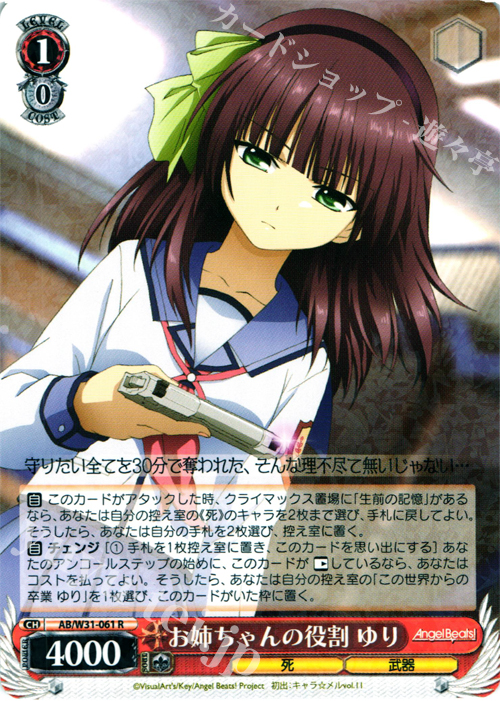 LEVEL
1
0
COST
カードショップ - 遊々亭
守りたい全てを30分で奪われた、そんな理不尽て無いじゃない…
自 このカードがアタックした時、クライマックス置場に「生前の記憶」がある
なら、あなたは自分の控え室の《死》のキャラを2枚まで選び、手札に戻してよい。
そうしたら、あなたは自分の手札を2枚選び、控え室に置く。
自 チェンジ [① 手札を1枚控え室に置き、このカードを思い出にする] あな
たのアンコールステップの始めに、このカードが しているなら、あなたは
コストを払ってよい。 そうしたら、あなたは自分の控え室の「この世界からの
卒業 ゆり」を1枚選び、このカードがいた枠に置く。
CH AB/W31-061 R
お姉ちゃんの役割 ゆり
Angel Beats!
POWER
4000
SOUL
死
武器
©VisualArt's/Key/Angel Beats! Project 初出:キャラ☆メルvol.11